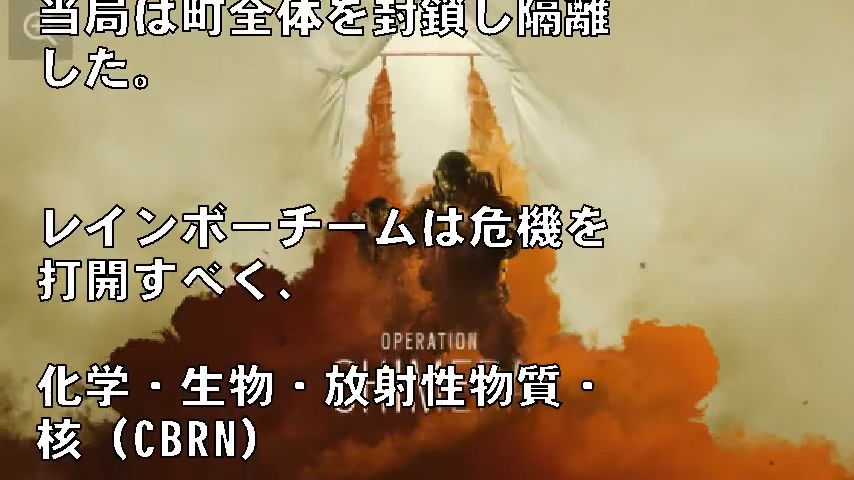 当局は町全体を封鎖し隔離
した。
レインボーチームは危機を
打開すべく、
OPERATION
CHIMERA
化学・生物・放射性物質・
核（CBRN）